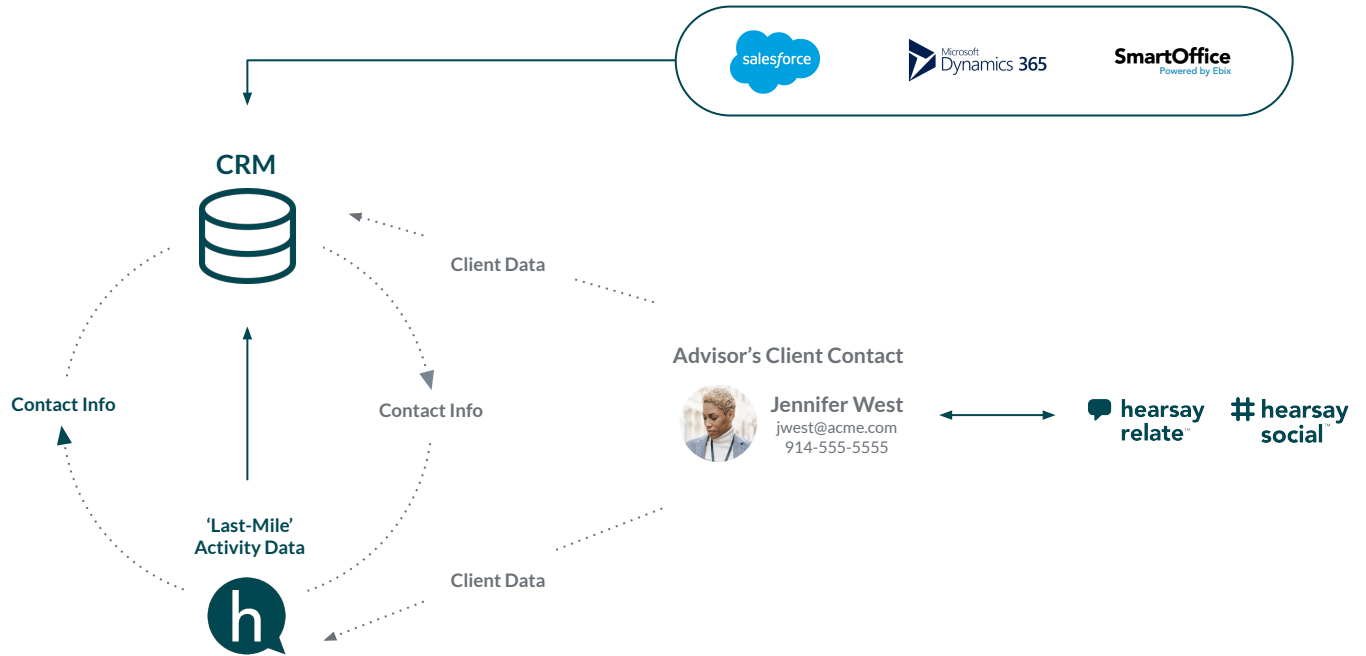 salesforce
Microsoft
Dynamics 365
SmartOffice
Powered by Ebix
CRM
Client Data
Advisor’s Client Contact
Contact Info
Contact Info
Jennifer West
jwest@acme.com
914-555-5555
hearsay
relate™
hearsay
social™
‘Last-Mile’
Activity Data
Client Data
h